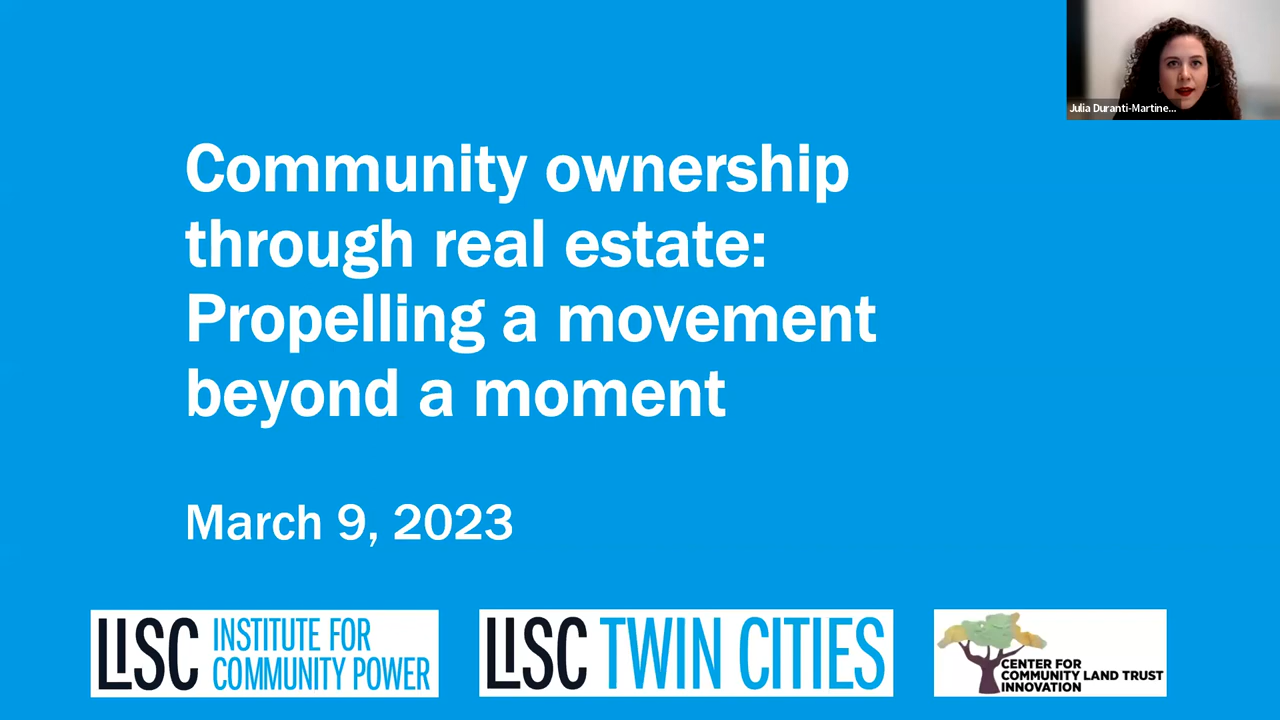 Julia Duranti-Martine...
Community ownership
through real estate:
Propelling a movement
beyond a moment
March 9, 2023
LISC INSTITUTE FOR
COMMUNITY POWER
LISC TWIN CITIES
CENTER FOR
COMMUNITY LAND TRUST
INNOVATION